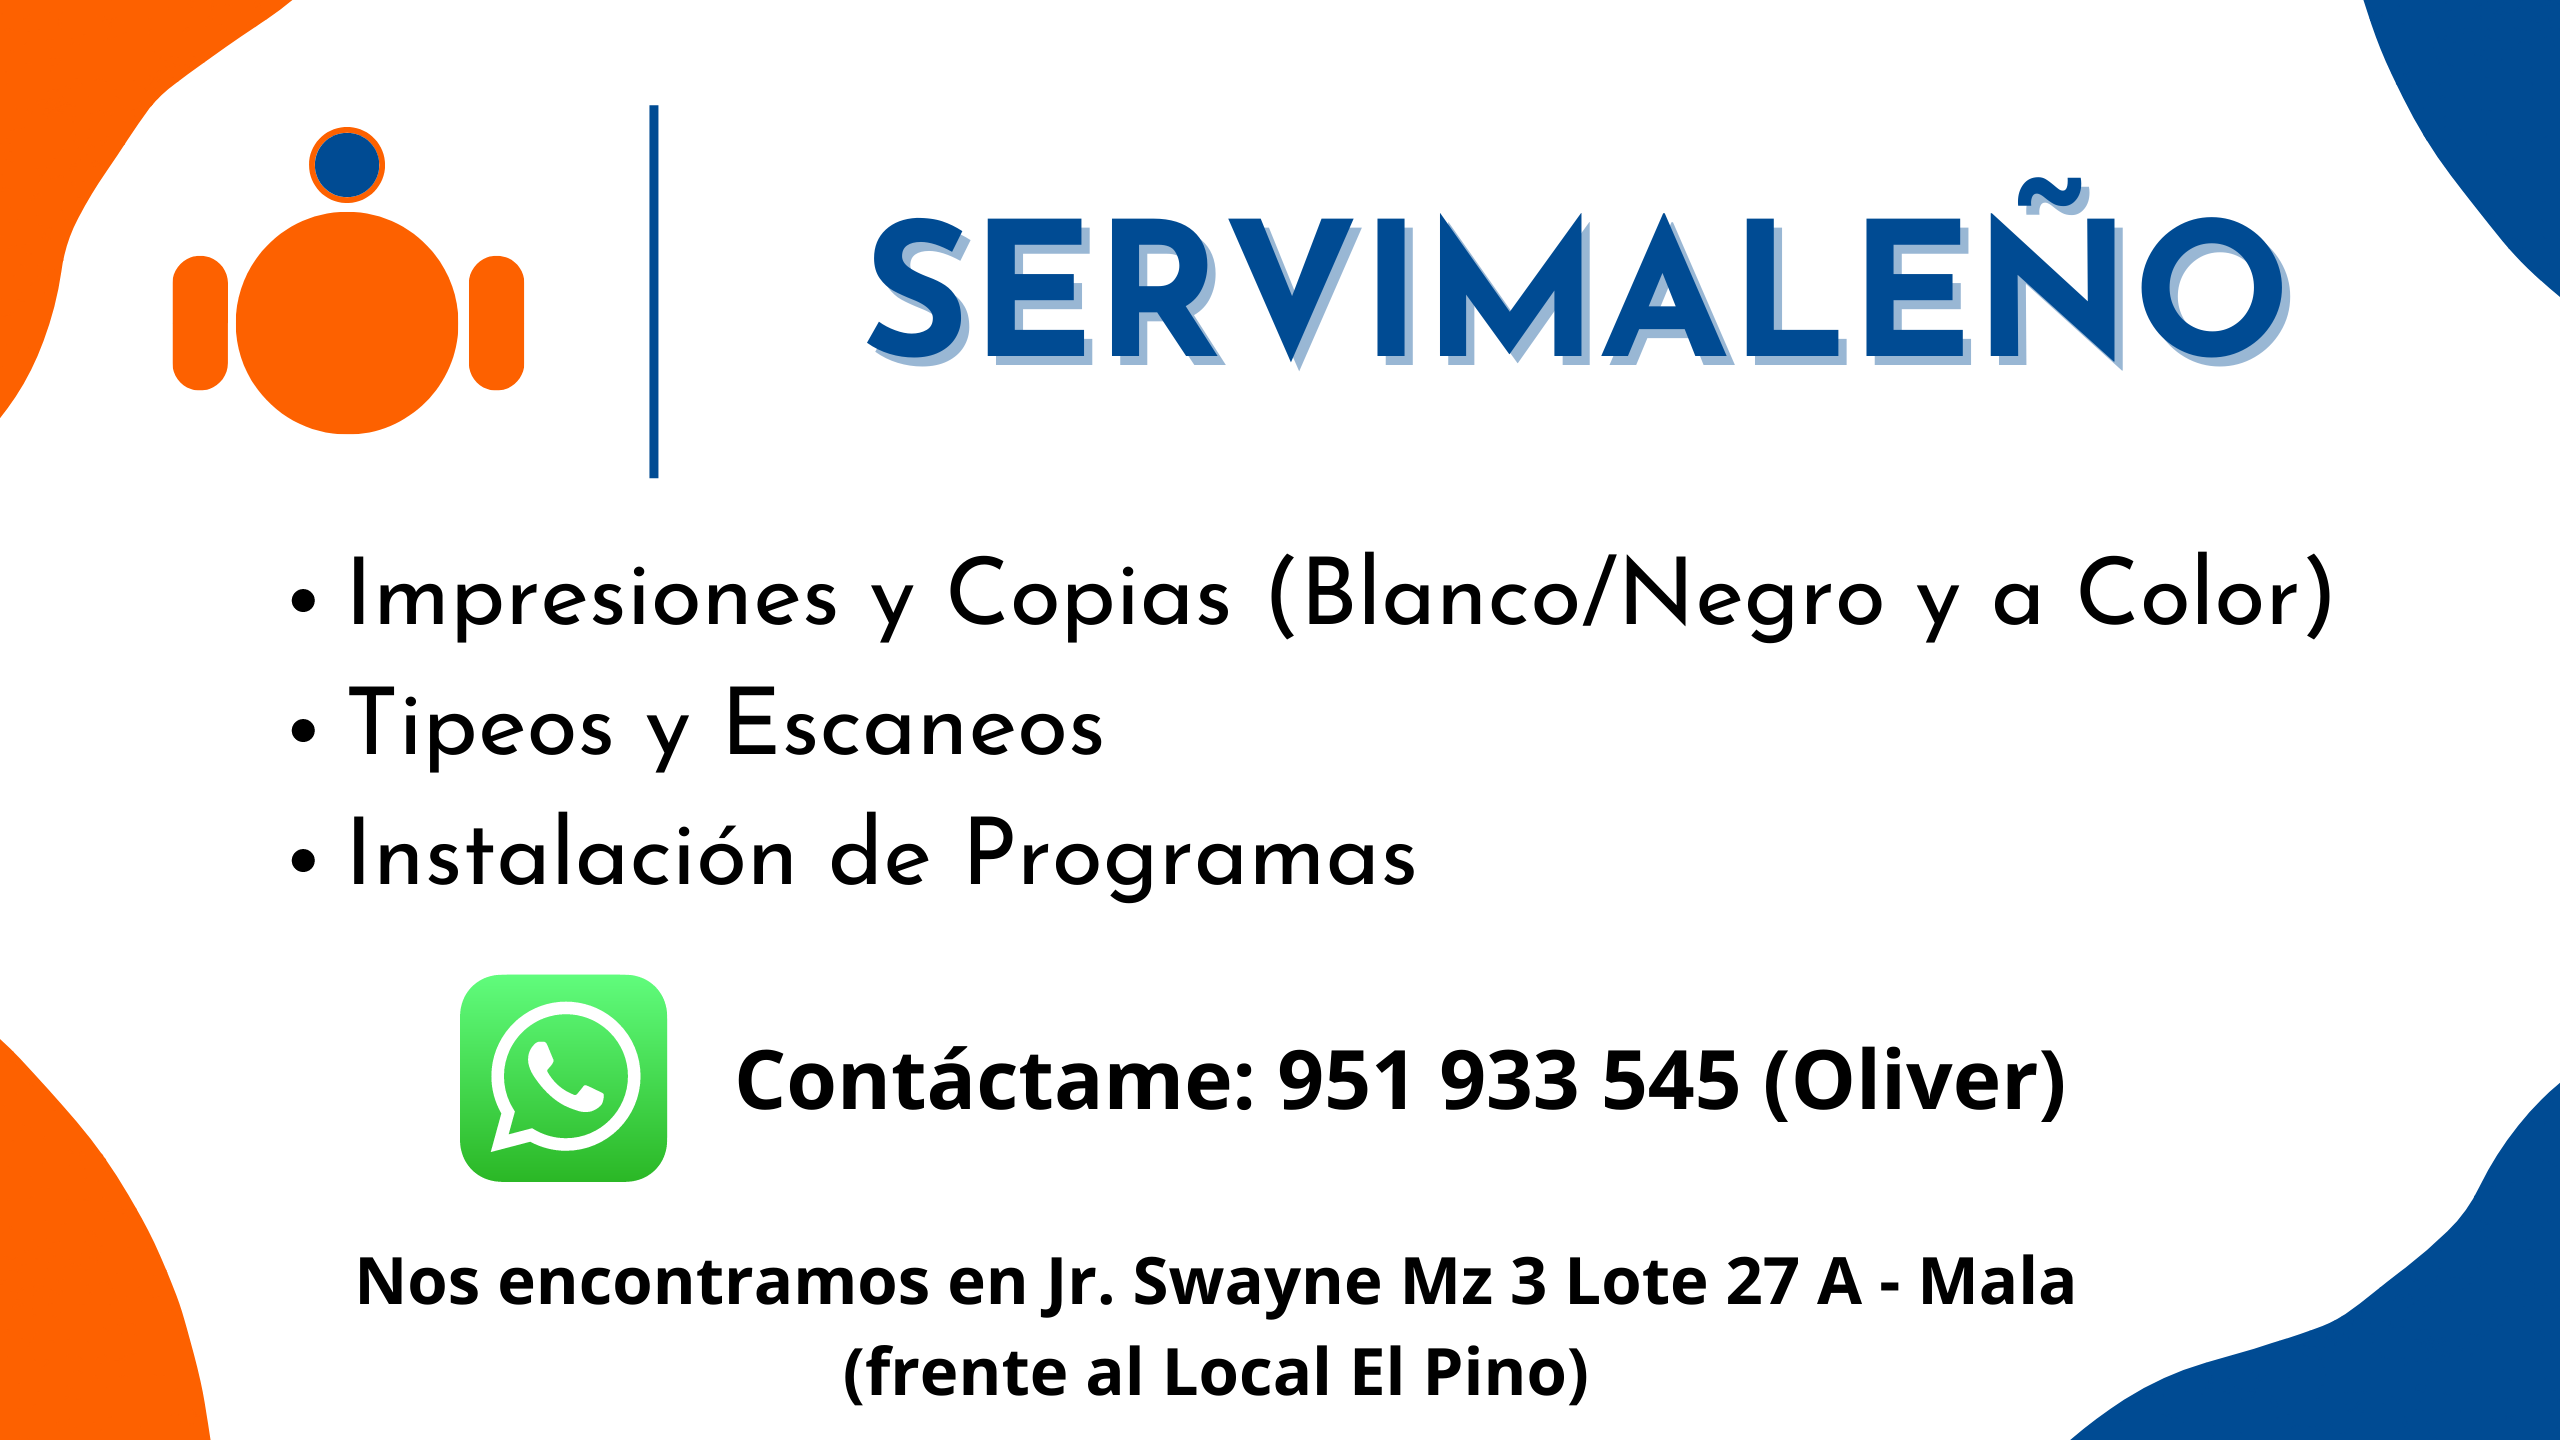 SERVIMALEÑO
• Impresiones y Copias (Blanco/Negro y a Color)
• Tipeos y Escaneos
• Instalación de Programas
Contáctame: 951 933 545 (Oliver)
Nos encontramos en Jr. Swayne Mz 3 Lote 27 A - Mala
(frente al Local El Pino)